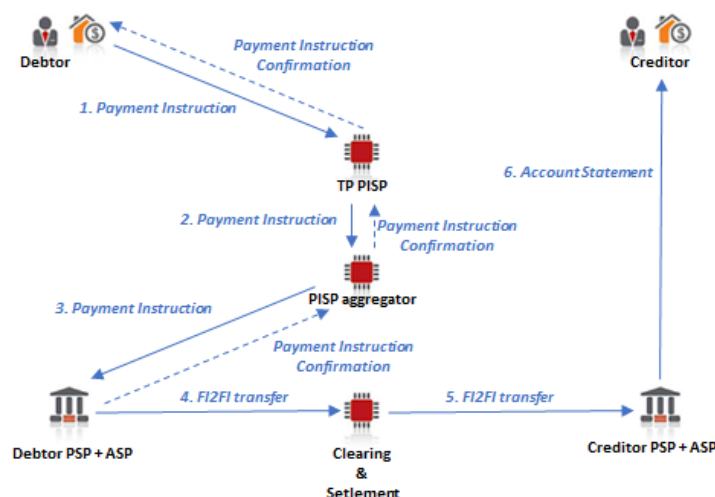 Payment Instruction
Confirmation
Debtor
Creditor
1. Payment Instruction
TP PISP
6. Account Statement
2. Payment Instruction
Payment Instruction
Confirmation
PISP aggregator
3. Payment Instruction
Payment Instruction
Confirmation
4. FI2FI transfer
5. FI2FI transfer
Debtor PSP + ASP
Clearing
&
Setlement
Creditor PSP + ASP